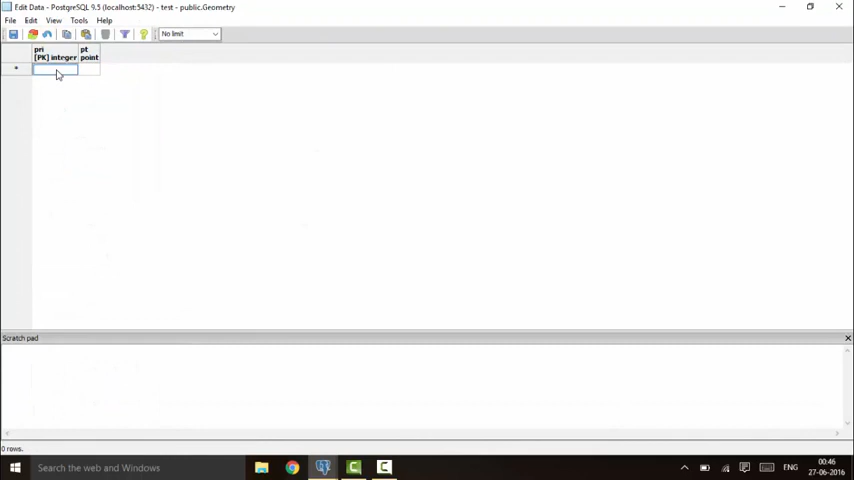 Edit Data - PostgreSQL 9.5 (localhost:5432) - test - public.Geometry
File Edit View Tools Help
No limit
pri pt
[PK] integer point
*
Scratch pad
0 rows.
Search the web and Windows
ENG
00:46
27-06-2016